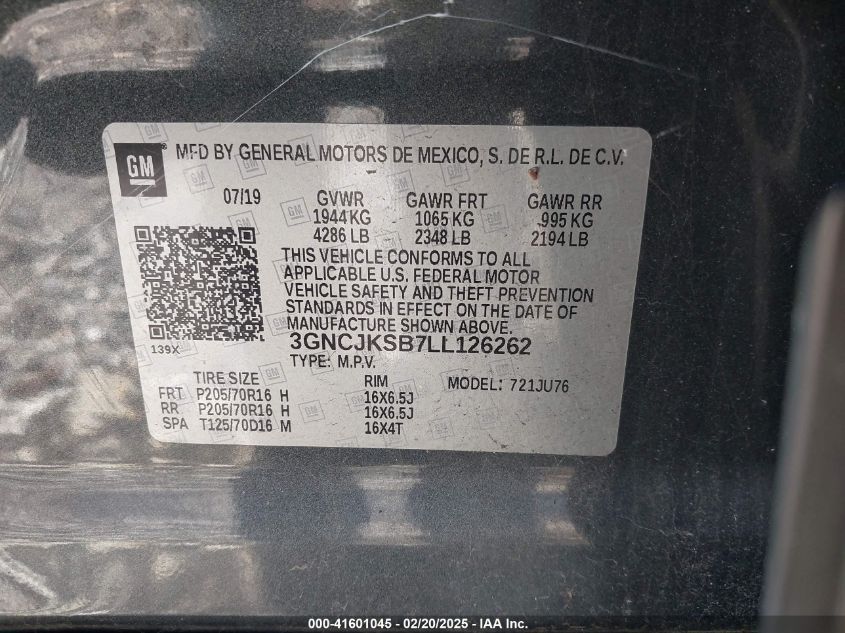 GM ® MFD BY GENERAL MOTORS DE MEXICO, S. DE R.L. DE C.V.
07/19 GVWR GAWR FRT GAWR RR
1944 KG 1065 KG 995 KG
4286 LB 2348 LB 2194 LB
THIS VEHICLE CONFORMS TO ALL
APPLICABLE U.S. FEDERAL MOTOR
VEHICLE SAFETY AND THEFT PREVENTION
STANDARDS IN EFFECT ON THE DATE OF
MANUFACTURE SHOWN ABOVE.
139X
3GNCJKSB7LL126262
TYPE: M.P.V.
TIRE SIZE RIM MODEL: 721JU76
FRT P205/70R16 H 16X6.5J
RR P205/70R16 H 16X6.5J
SPA T125/70D16 M 16X4T
000-41601045 - 02/20/2025 - IAA Inc.